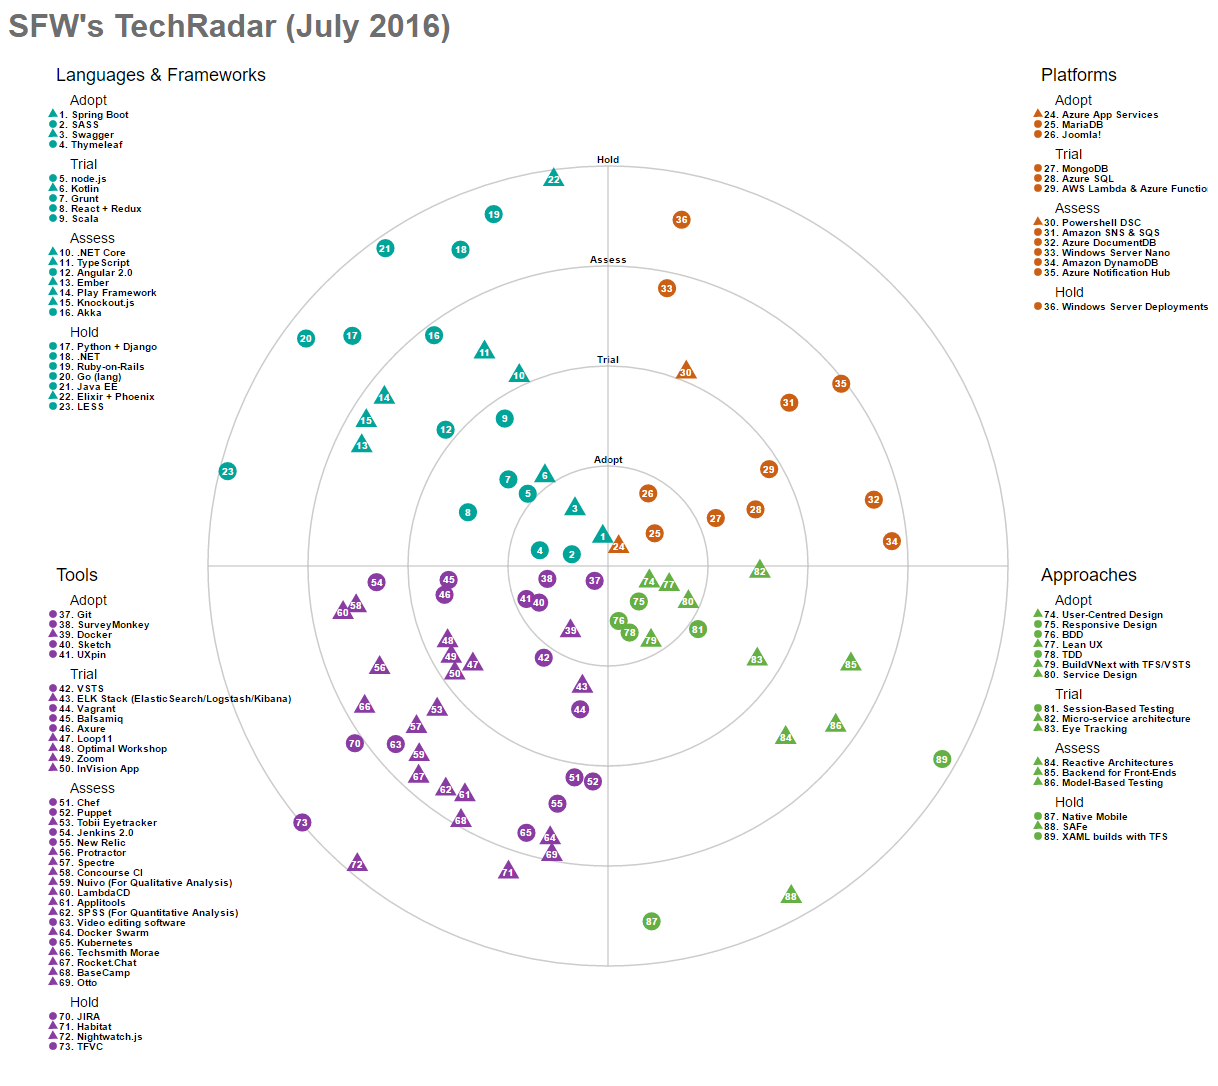 SFW's TechRadar (July 2016)
Languages & Frameworks
Adopt
1. Spring Boot
2. SASS
3. Swagger
4. Thymeleaf
Trial
5. node.js
6. Kotlin
7. Grunt
8. React + Redux
9. Scala
Assess
10. .NET Core
11. TypeScript
12. Angular 2.0
13. Ember
14. Play Framework
15. Knockout.js
16. Akka
Hold
17. Python + Django
18. .NET
19. Ruby-on-Rails
20. Go (lang)
21. Java EE
22. Elixir + Phoenix
23. LESS
Platforms
Adopt
24. Azure App Services
25. MariaDB
26. Joomla!
Trial
27. MongoDB
28. Azure SQL
29. AWS Lambda & Azure Functio
Assess
30. Powershell DSC
31. Amazon SNS & SQS
32. Azure DocumentDB
33. Windows Server Nano
34. Amazon DynamoDB
35. Azure Notification Hub
Hold
36. Windows Server Deployments
Hold
Assess
Trial
Adopt
22
19
36
21
18
33
20
17
16
11
10
30
35
14
31
15
9
12
13
23
6
29
7
5
26
32
8
3
27
28
1
25
34
4
2
24
54
45
38
37
74
77
82
46
41
40
75
80
60
58
76
39
78
81
48
79
49
42
83
47
56
50
85
43
66
53
44
57
86
84
70
63
59
89
67
51
52
62
61
55
68
73
65
64
69
72
71
88
87
Tools
Adopt
37. Git
38. SurveyMonkey
39. Docker
40. Sketch
41. UXpin
Trial
42. VSTS
43. ELK Stack (ElasticSearch/Logstash/Kibana)
44. Vagrant
45. Balsamiq
46. Axure
47. Loop11
48. Optimal Workshop
49. Zoom
50. InVision App
Assess
51. Chef
52. Puppet
53. Tobii Eyetracker
54. Jenkins 2.0
55. New Relic
56. Protractor
57. Spectre
58. Concourse CI
59. Nuivo (For Qualitative Analysis)
60. LambdaCD
61. Applitools
62. SPSS (For Quantitative Analysis)
63. Video editing software
64. Docker Swarm
65. Kubernetes
66. Techsmith Morae
67. Rocket.Chat
68. BaseCamp
69. Otto
Hold
70. JIRA
71. Habitat
72. Nightwatch.js
73. TFVC
Approaches
Adopt
74. User-Centred Design
75. Responsive Design
76. BDD
77. Lean UX
78. TDD
79. BuildVNext with TFS/VSTS
80. Service Design
Trial
81. Session-Based Testing
82. Micro-service architecture
83. Eye Tracking
Assess
84. Reactive Architectures
85. Backend for Front-Ends
86. Model-Based Testing
Hold
87. Native Mobile
88. SAFe
89. XAML builds with TFS